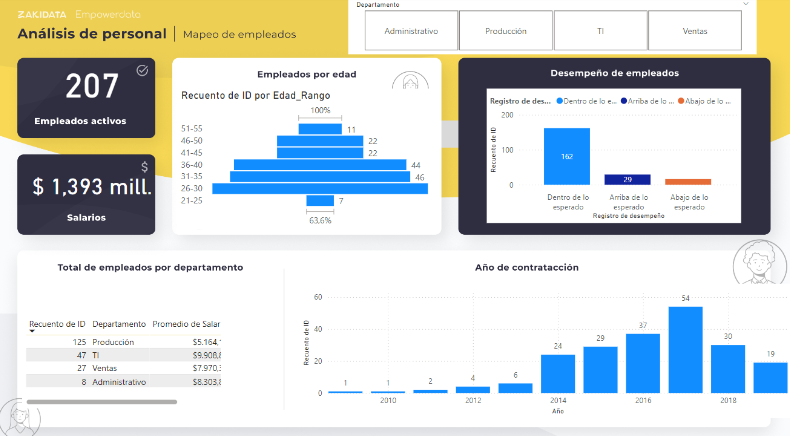 ZAKIDATA Empowerdata
Análisis de personal | Mapeo de empleados
Departamento
Administrativo Producción TI Ventas
207
Empleados activos
$
$ 1,393 mill.
Salarios
Empleados por edad
Recuento de ID por Edad_Rango
100%
51-55 11
46-50 22
41-45 22
36-40 44
31-35 46
26-30
21-25 7
63,6%
Desempeño de empleados
Registro de des... Dentro de lo e... Arriba de lo ... Abajo de lo ...
Recuento de ID
200
100
0
162
29
Dentro de lo esperado
Arriba de lo esperado
Abajo de lo esperado
Registro de desempeño
Total de empleados por departamento
Recuento de ID Departamento Promedio de Salar
125 Producción $5.164,1
47 TI $9.908,8
27 Ventas $7.970,3
8 Administrativo $8.303,0
Año de contratacción
Recuento de ID
60
40
20
0
1 1 2 4 6 24 29 37 54 30 19
2010 2012 2014 2016 2018
Año